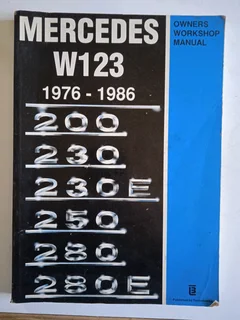 MERCEDES
W123
1976 - 1986
200
230
230E
250
280
280E
OWNERS
WORKSHOP
MANUAL